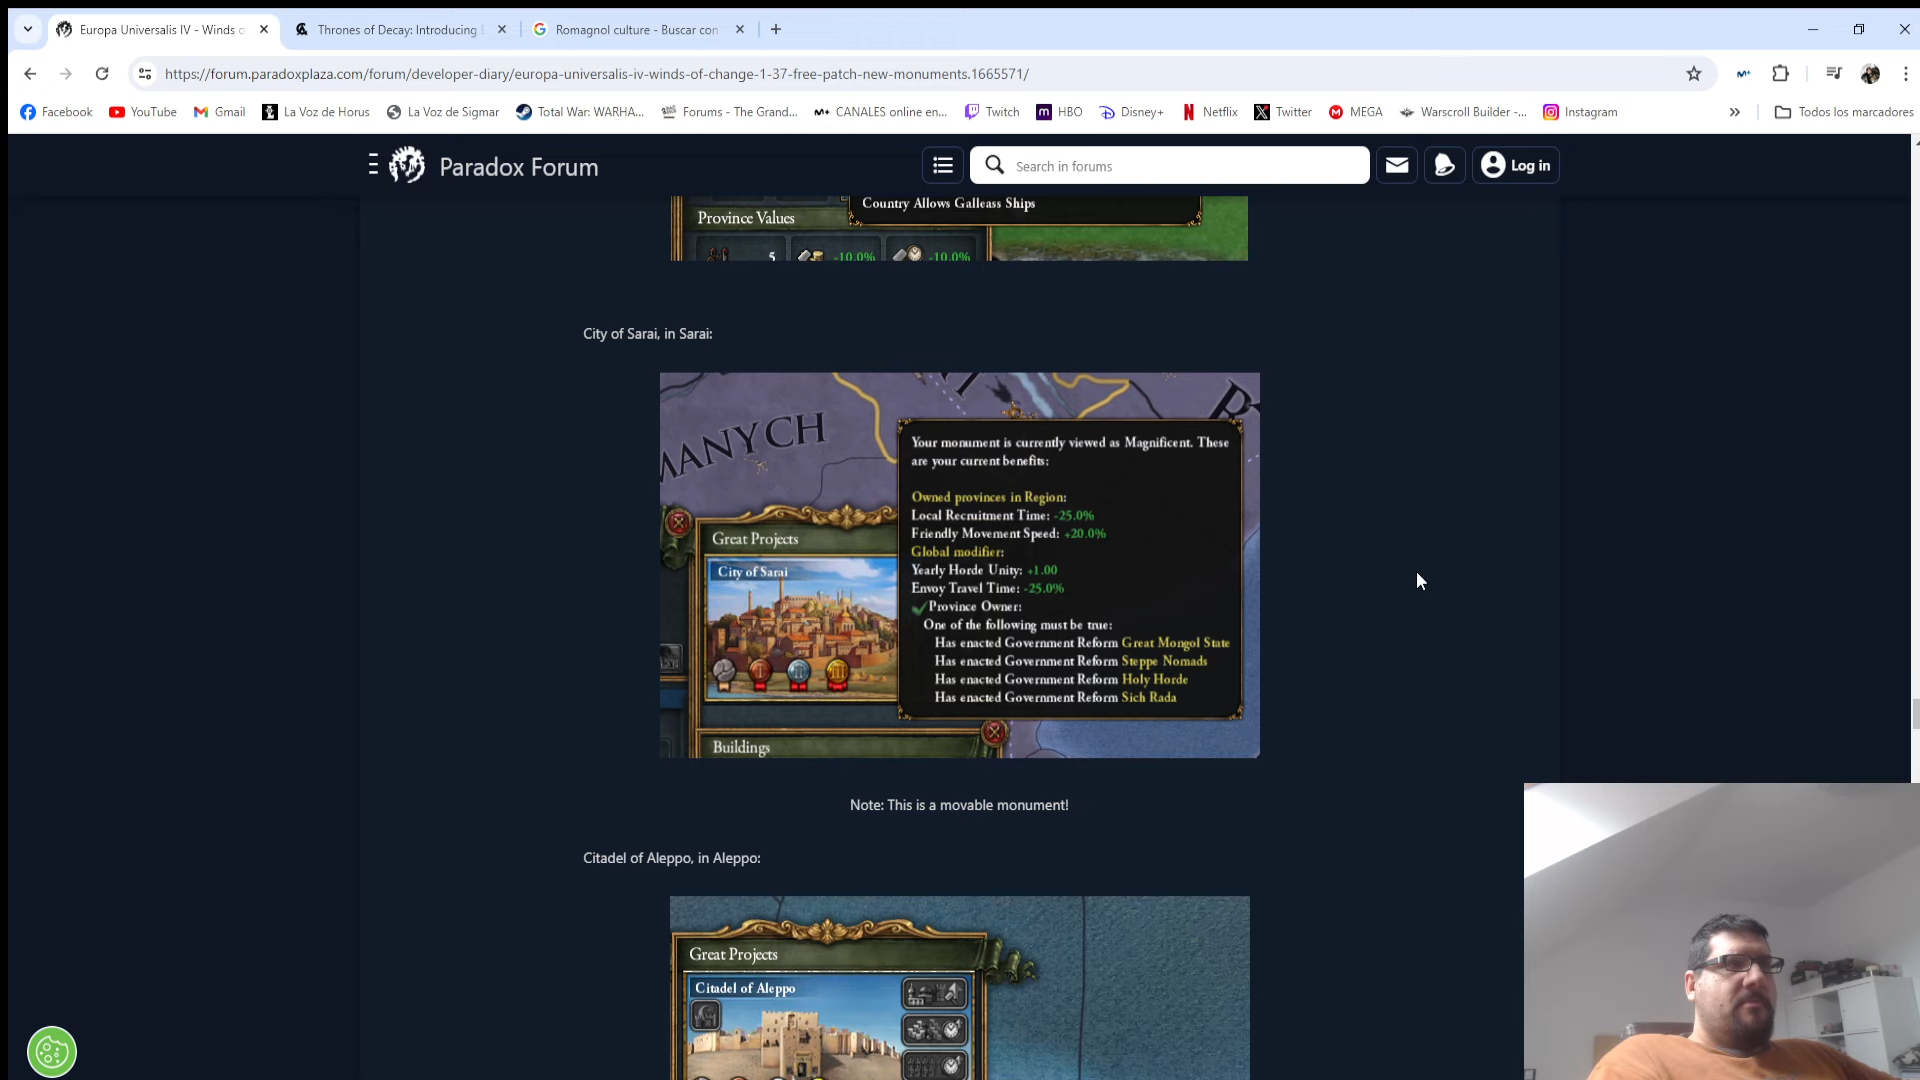 Europa Universalis IV - Winds o
Thrones of Decay: Introducing
Romagnol culture - Buscar con
https://forum.paradoxplaza.com/forum/developer-diary/europa-universalis-iv-winds-of-change-1-37-free-patch-new-monuments.1665571/
Facebook
YouTube
Gmail
La Voz de Horus
La Voz de Sigmar
Total War: WARHA...
Forums - The Grand...
CANALES online en...
Twitch
HBO
Disney+
Netflix
Twitter
MEGA
Warscroll Builder -...
Instagram
Todos los marcadores
Paradox Forum
Search in forums
Log in
Country Allows Galleass Ships
Province Values
5
-10.0%
-10.0%
City of Sarai, in Sarai:
MANYCH
Your monument is currently viewed as Magnificent. These
are your current benefits:
Owned provinces in Region:
Local Recruitment Time: -25.0%
Friendly Movement Speed: +20.0%
Global modifier:
Yearly Horde Unity: +1.00
Envoy Travel Time: -25.0%
Province Owner:
One of the following must be true:
Has enacted Government Reform Great Mongol State
Has enacted Government Reform Steppe Nomads
Has enacted Government Reform Holy Horde
Has enacted Government Reform Sich Rada
Great Projects
City of Sarai
I
II
III
Buildings
Note: This is a movable monument!
Citadel of Aleppo, in Aleppo:
Great Projects
Citadel of Aleppo